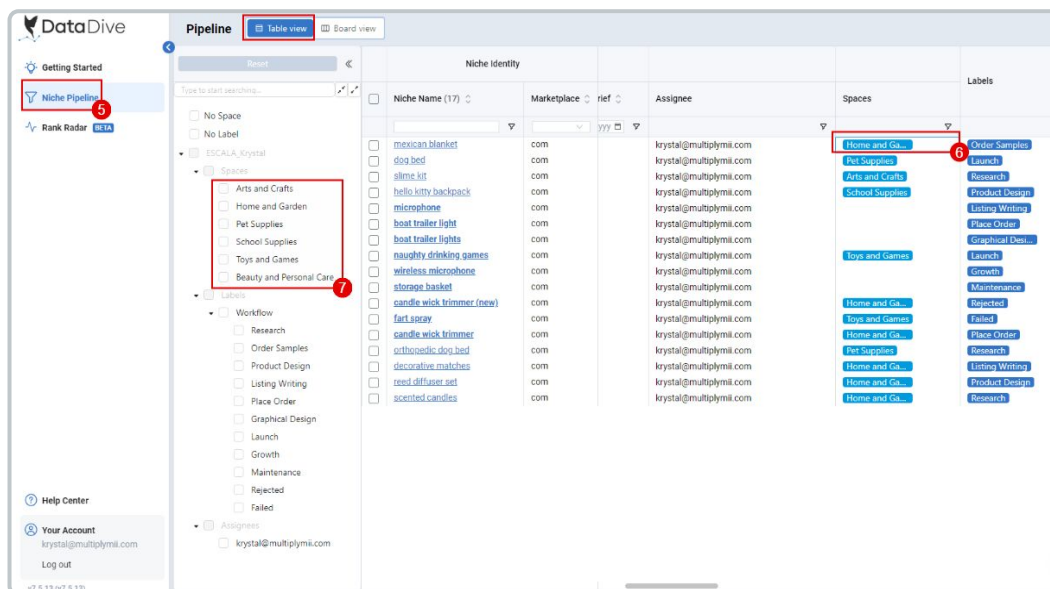 DataDive
Pipeline
Table view
Board view
Getting Started
Niche Pipeline
5
Rank Radar BETA
Reset
Type to start searching...
No Space
No Label
ESCALA_Krystal
Spaces
Arts and Crafts
Home and Garden
Pet Supplies
School Supplies
Toys and Games
Beauty and Personal Care
7
Labels
Workflow
Research
Order Samples
Product Design
Listing Writing
Place Order
Graphical Design
Launch
Growth
Maintenance
Rejected
Failed
Assignees
krystal@multiplymii.com
Niche Identity
Niche Name (17) Marketplace rief Assignee Spaces Labels
yyy
mexican blanket com krystal@multiplymii.com Home and Ga... 6 Order Samples
dog bed com krystal@multiplymii.com Pet Supplies Launch
slime kit com krystal@multiplymii.com Arts and Crafts Research
hello kitty backpack com krystal@multiplymii.com School Supplies Product Design
microphone com krystal@multiplymii.com Listing Writing
boat trailer light com krystal@multiplymii.com Place Order
boat trailer lights com krystal@multiplymii.com Graphical Desi...
naughty drinking games com krystal@multiplymii.com Toys and Games Launch
wireless microphone com krystal@multiplymii.com Growth
storage basket com krystal@multiplymii.com Maintenance
candle wick trimmer (new) com krystal@multiplymii.com Home and Ga... Rejected
fart spray com krystal@multiplymii.com Toys and Games Failed
candle wick trimmer com krystal@multiplymii.com Home and Ga... Place Order
orthopedic dog bed com krystal@multiplymii.com Pet Supplies Research
decorative matches com krystal@multiplymii.com Home and Ga... Listing Writing
reed diffuser set com krystal@multiplymii.com Home and Ga... Product Design
scented candles com krystal@multiplymii.com Home and Ga... Research
Help Center
Your Account
krystal@multiplymii.com
Log out